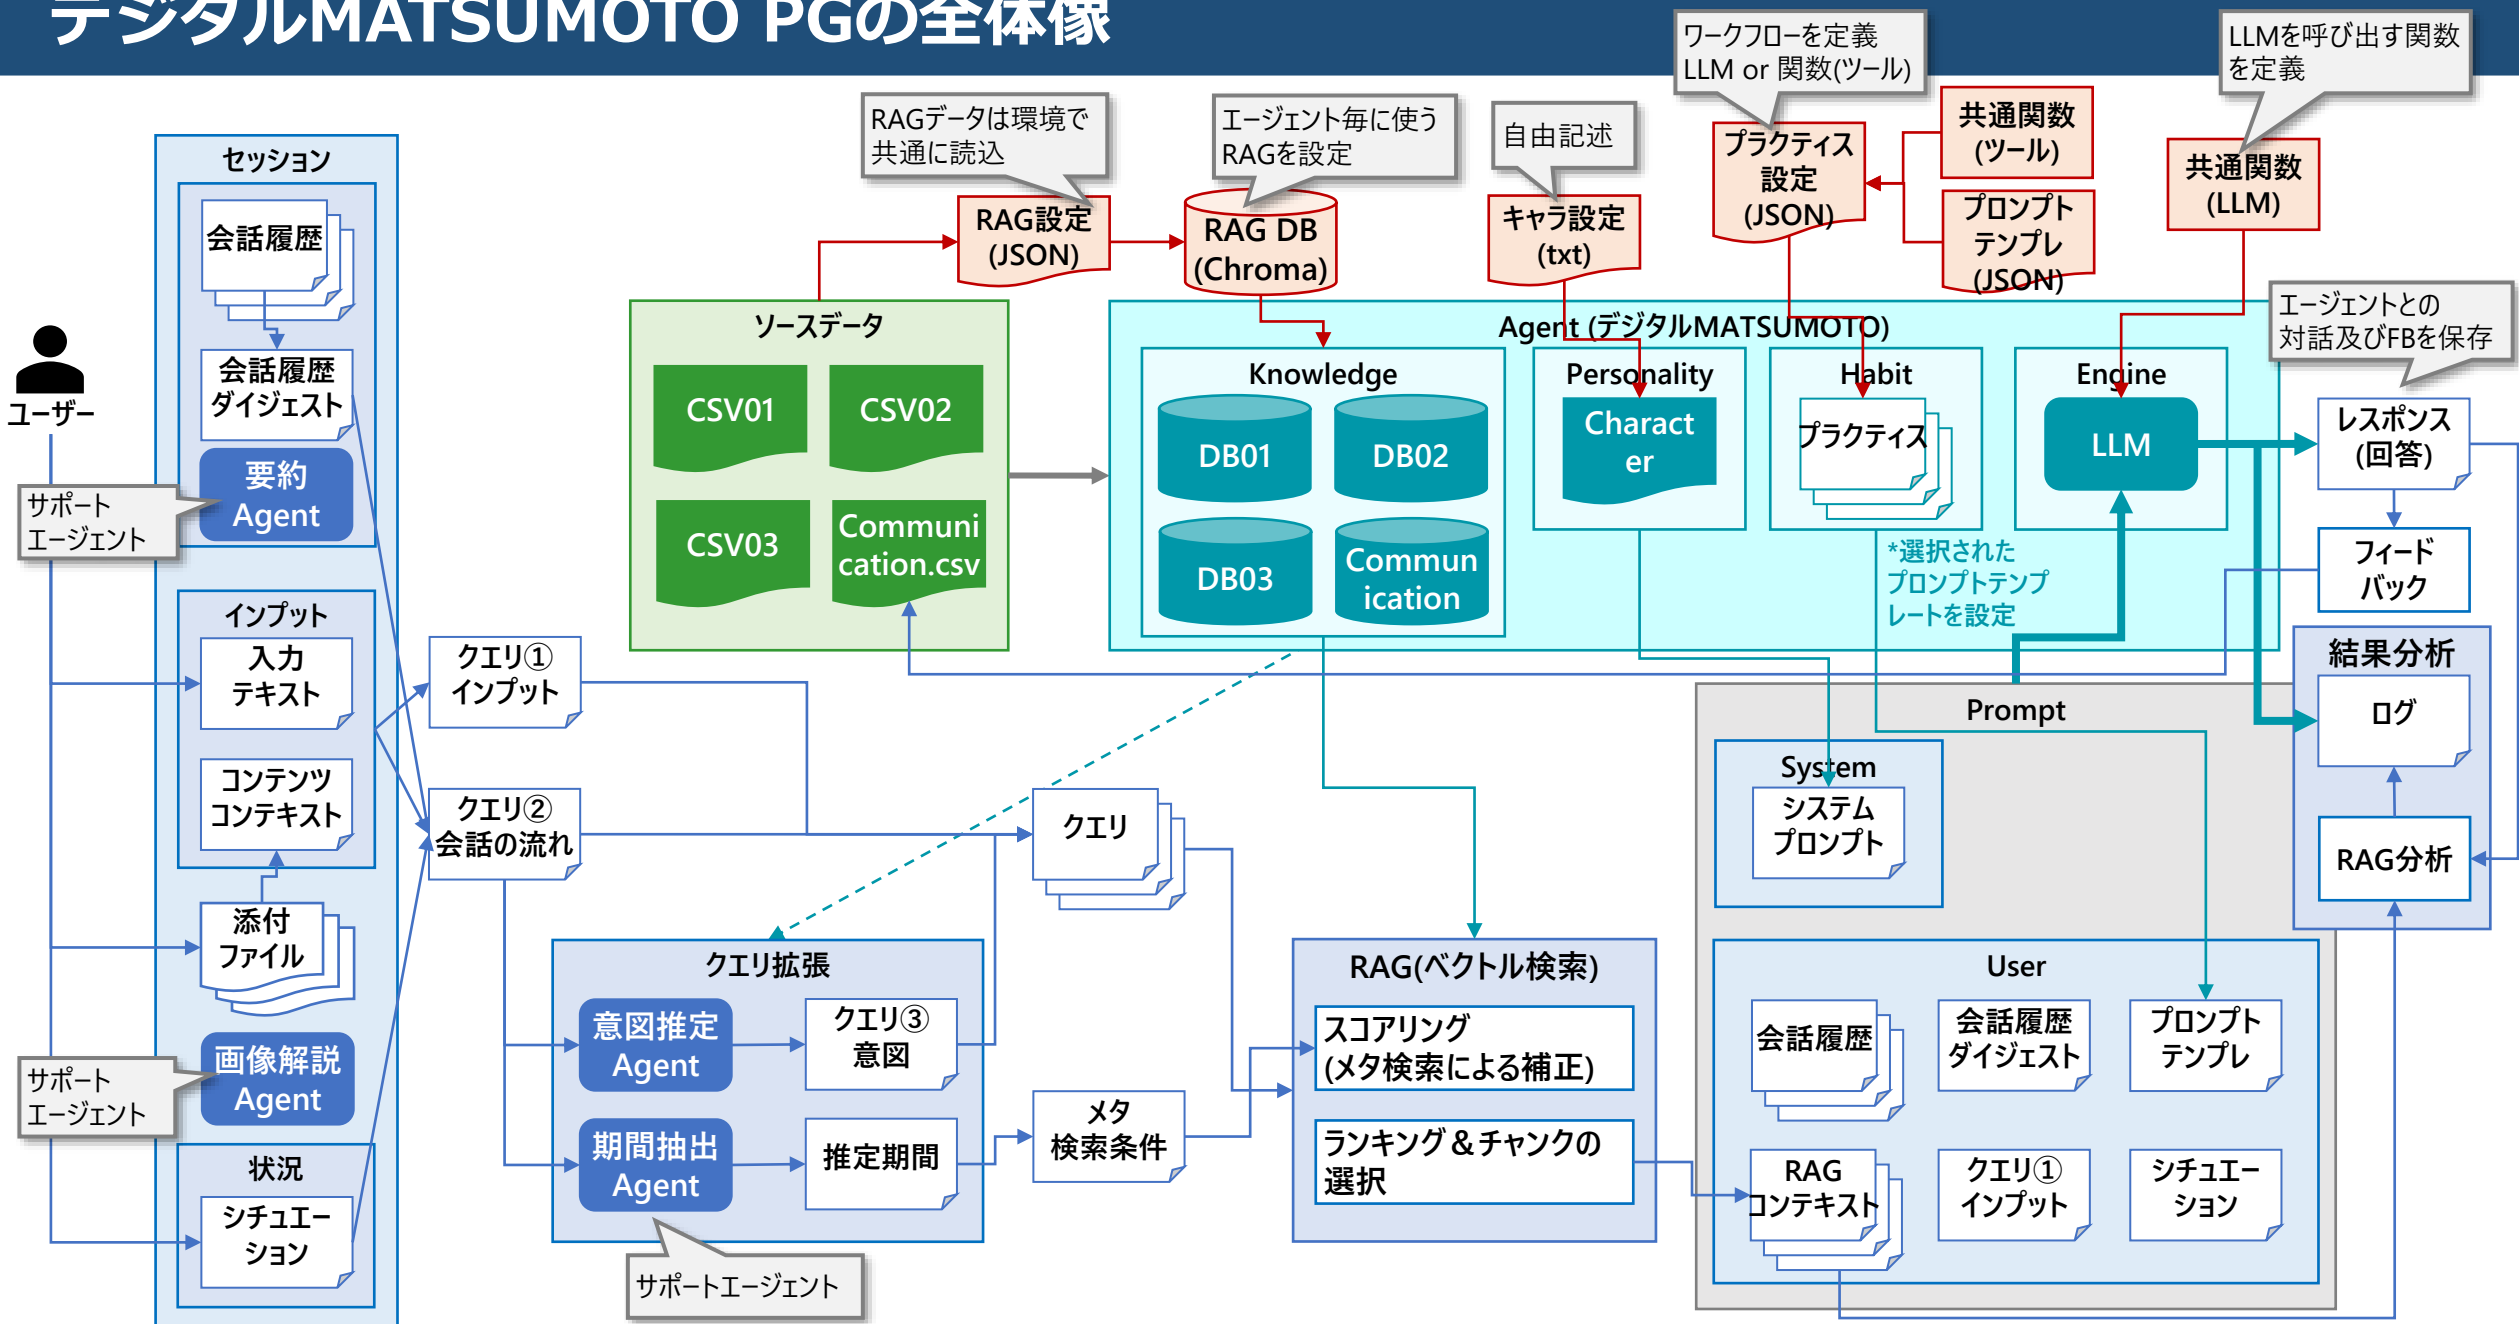 デジタルMATSUMOTO PGの全体像
ワークフローを定義
LLM or 関数(ツール)
LLMを呼び出す関数
を定義
RAGデータは環境で
共通に読込
エージェント毎に使う
RAGを設定
自由記述
プラクティス
設定
(JSON)
共通関数
(ツール)
プロンプト
テンプレ
(JSON)
共通関数
(LLM)
RAG設定
(JSON)
RAG DB
(Chroma)
キャラ設定
(txt)
エージェントとの
対話及びFBを保存
ユーザー
セッション
会話履歴
会話履歴
ダイジェスト
要約
Agent
サポート
エージェント
インプット
入力
テキスト
コンテンツ
コンテキスト
添付
ファイル
画像解説
Agent
サポート
エージェント
状況
シチュエー
ション
ソースデータ
CSV01
CSV02
CSV03
Communi
cation.csv
Agent (デジタルMATSUMOTO)
Knowledge
DB01
DB02
DB03
Commun
ication
Personality
Charact
er
Habit
プラクティス
*選択された
プロンプトテンプ
レートを設定
Engine
LLM
レスポンス
(回答)
フィード
バック
結果分析
ログ
RAG分析
クエリ①
インプット
クエリ②
会話の流れ
クエリ
クエリ拡張
意図推定
Agent
クエリ③
意図
期間抽出
Agent
推定期間
サポートエージェント
メタ
検索条件
RAG(ベクトル検索)
スコアリング
(メタ検索による補正)
ランキング＆チャンクの
選択
Prompt
System
システム
プロンプト
User
会話履歴
会話履歴
ダイジェスト
プロンプト
テンプレ
RAG
コンテキスト
クエリ①
インプット
シチュエー
ション